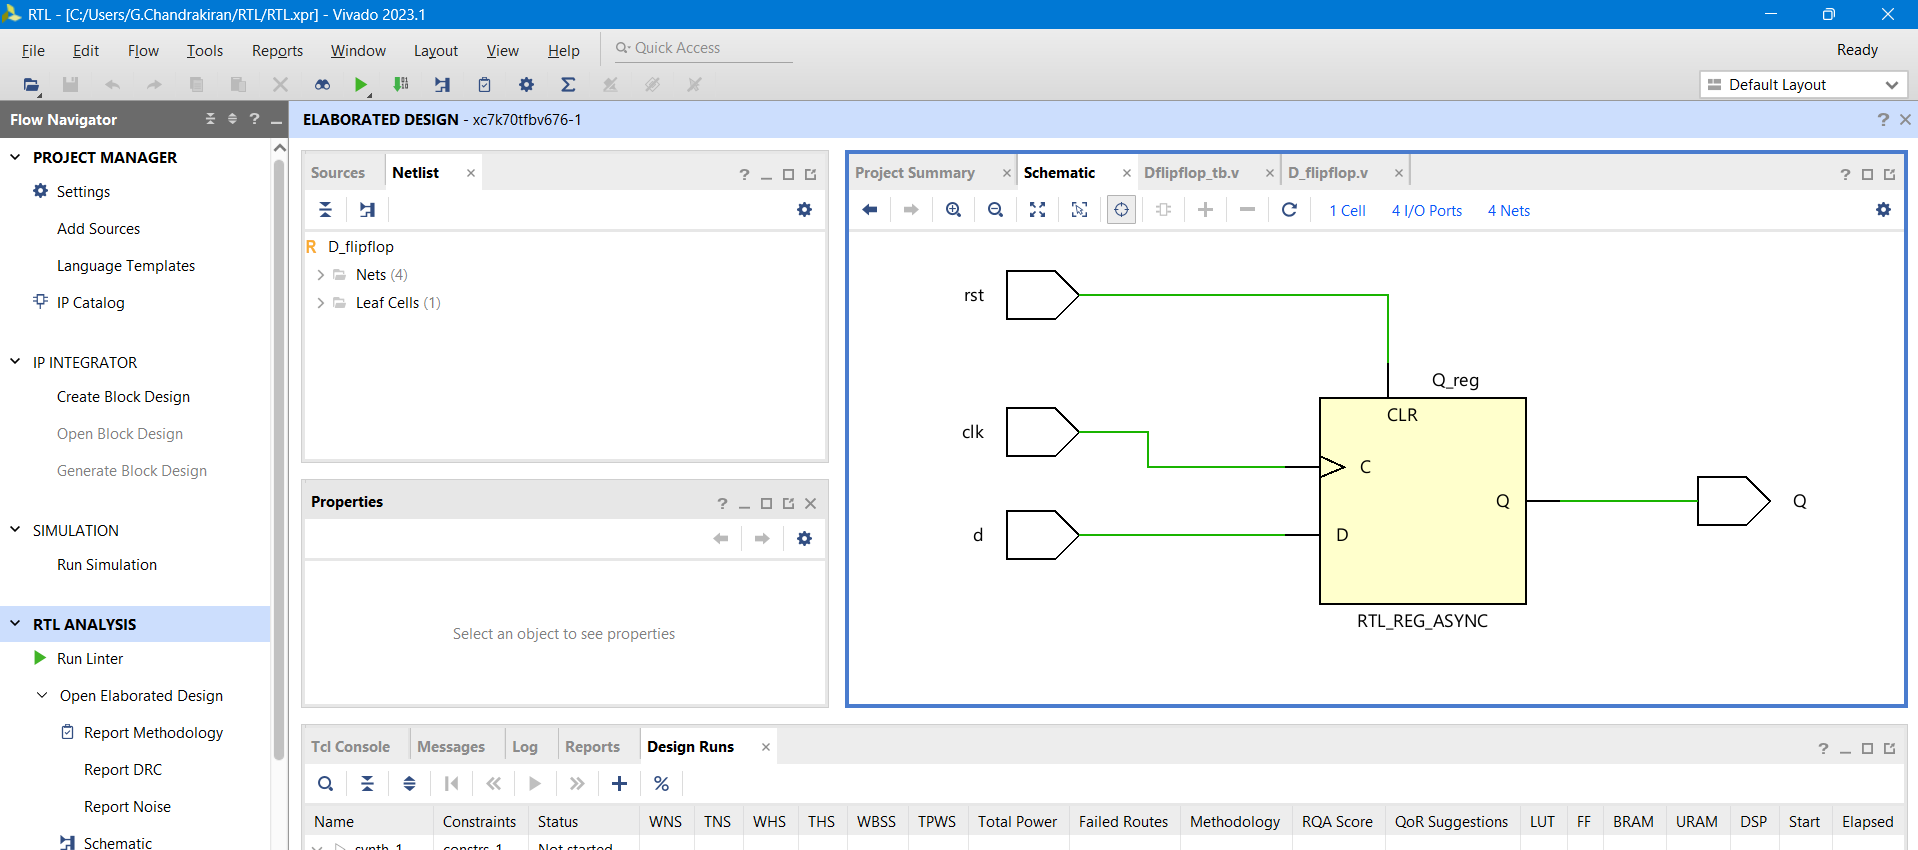 RTL - [C:/Users/G.Chandrakiran/RTL/RTL.xpr] - Vivado 2023.1
File Edit Flow Tools Reports Window Layout View Help Quick Access Ready
Default Layout
Flow Navigator
ELABORATED DESIGN - xc7k70tfbv676-1
PROJECT MANAGER
Settings
Add Sources
Language Templates
IP Catalog
IP INTEGRATOR
Create Block Design
Open Block Design
Generate Block Design
SIMULATION
Run Simulation
RTL ANALYSIS
Run Linter
Open Elaborated Design
Report Methodology
Report DRC
Report Noise
Schematic
Sources Netlist
D_flipflop
Nets (4)
Leaf Cells (1)
Properties
Select an object to see properties
Project Summary Schematic Dflipflop_tb.v D_flipflop.v
1 Cell 4 I/O Ports 4 Nets
rst
Q_reg
CLR
clk
C
Q
Q
d
D
RTL_REG_ASYNC
Tcl Console Messages Log Reports Design Runs
Name Constraints Status WNS TNS WHS THS WBSS TPWS Total Power Failed Routes Methodology RQA Score QoR Suggestions LUT FF BRAM URAM DSP Start Elapsed
synth_1 constrs_1 Not started